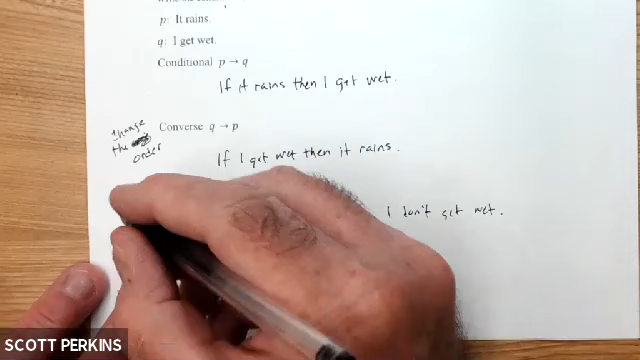 p: It rains.
q: I get wet.
Conditional p → q
If it rains then I get wet.
change
the
order
Converse q → p
If I get wet then it rains.
I don't get wet.
SCOTT PERKINS